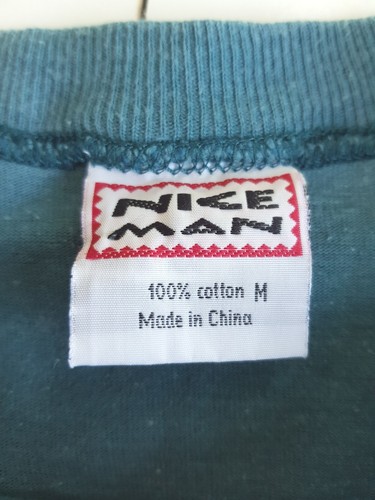 NICE
MAN
100% cotton M
Made in China